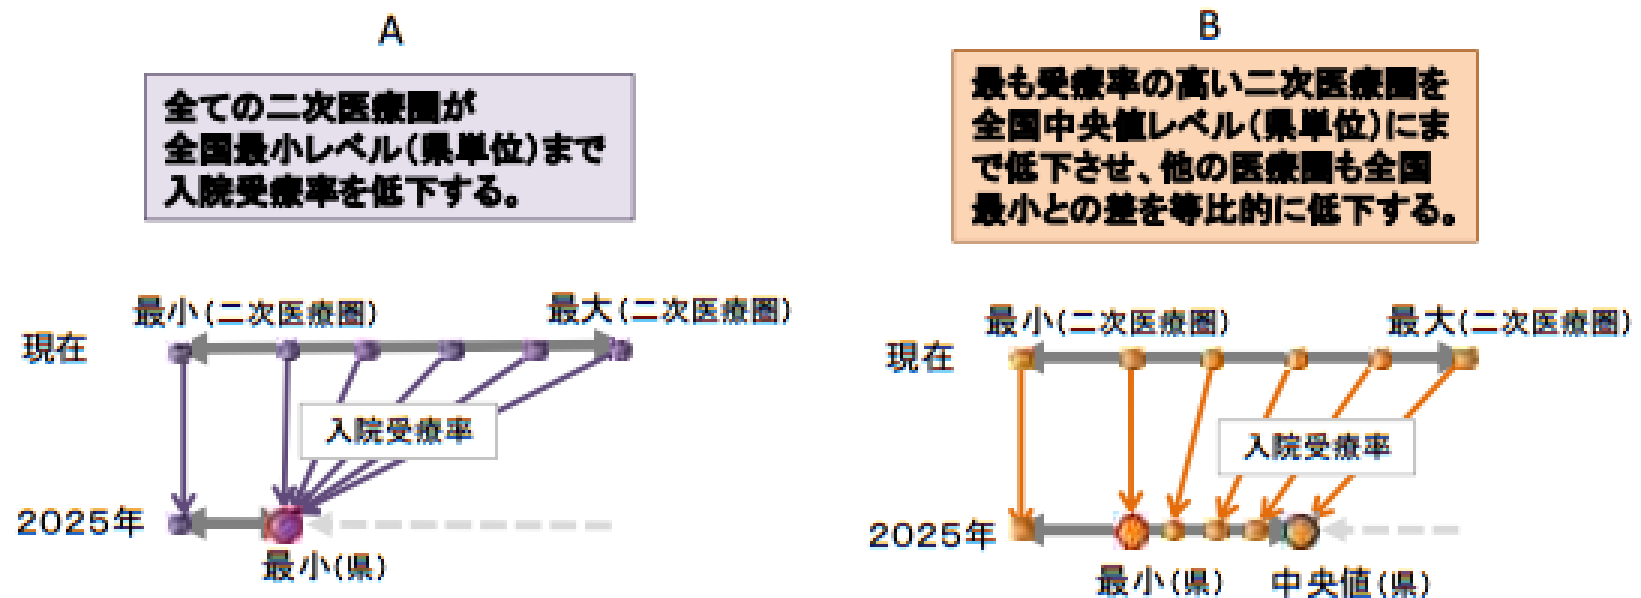 A
全ての二次医療圏が
全国最小レベル(県単位)まで
入院受療率を低下する。
最小(二次医療圏)
最大(二次医療圏)
現在
入院受療率
2025年
最小(県)
B
最も受療率の高い二次医療圏を
全国中央値レベル(県単位)にま
で低下させ、他の医療圏も全国
最小との差を等比的に低下する。
最小(二次医療圏)
最大(二次医療圏)
現在
入院受療率
2025年
最小(県)
中央値(県)